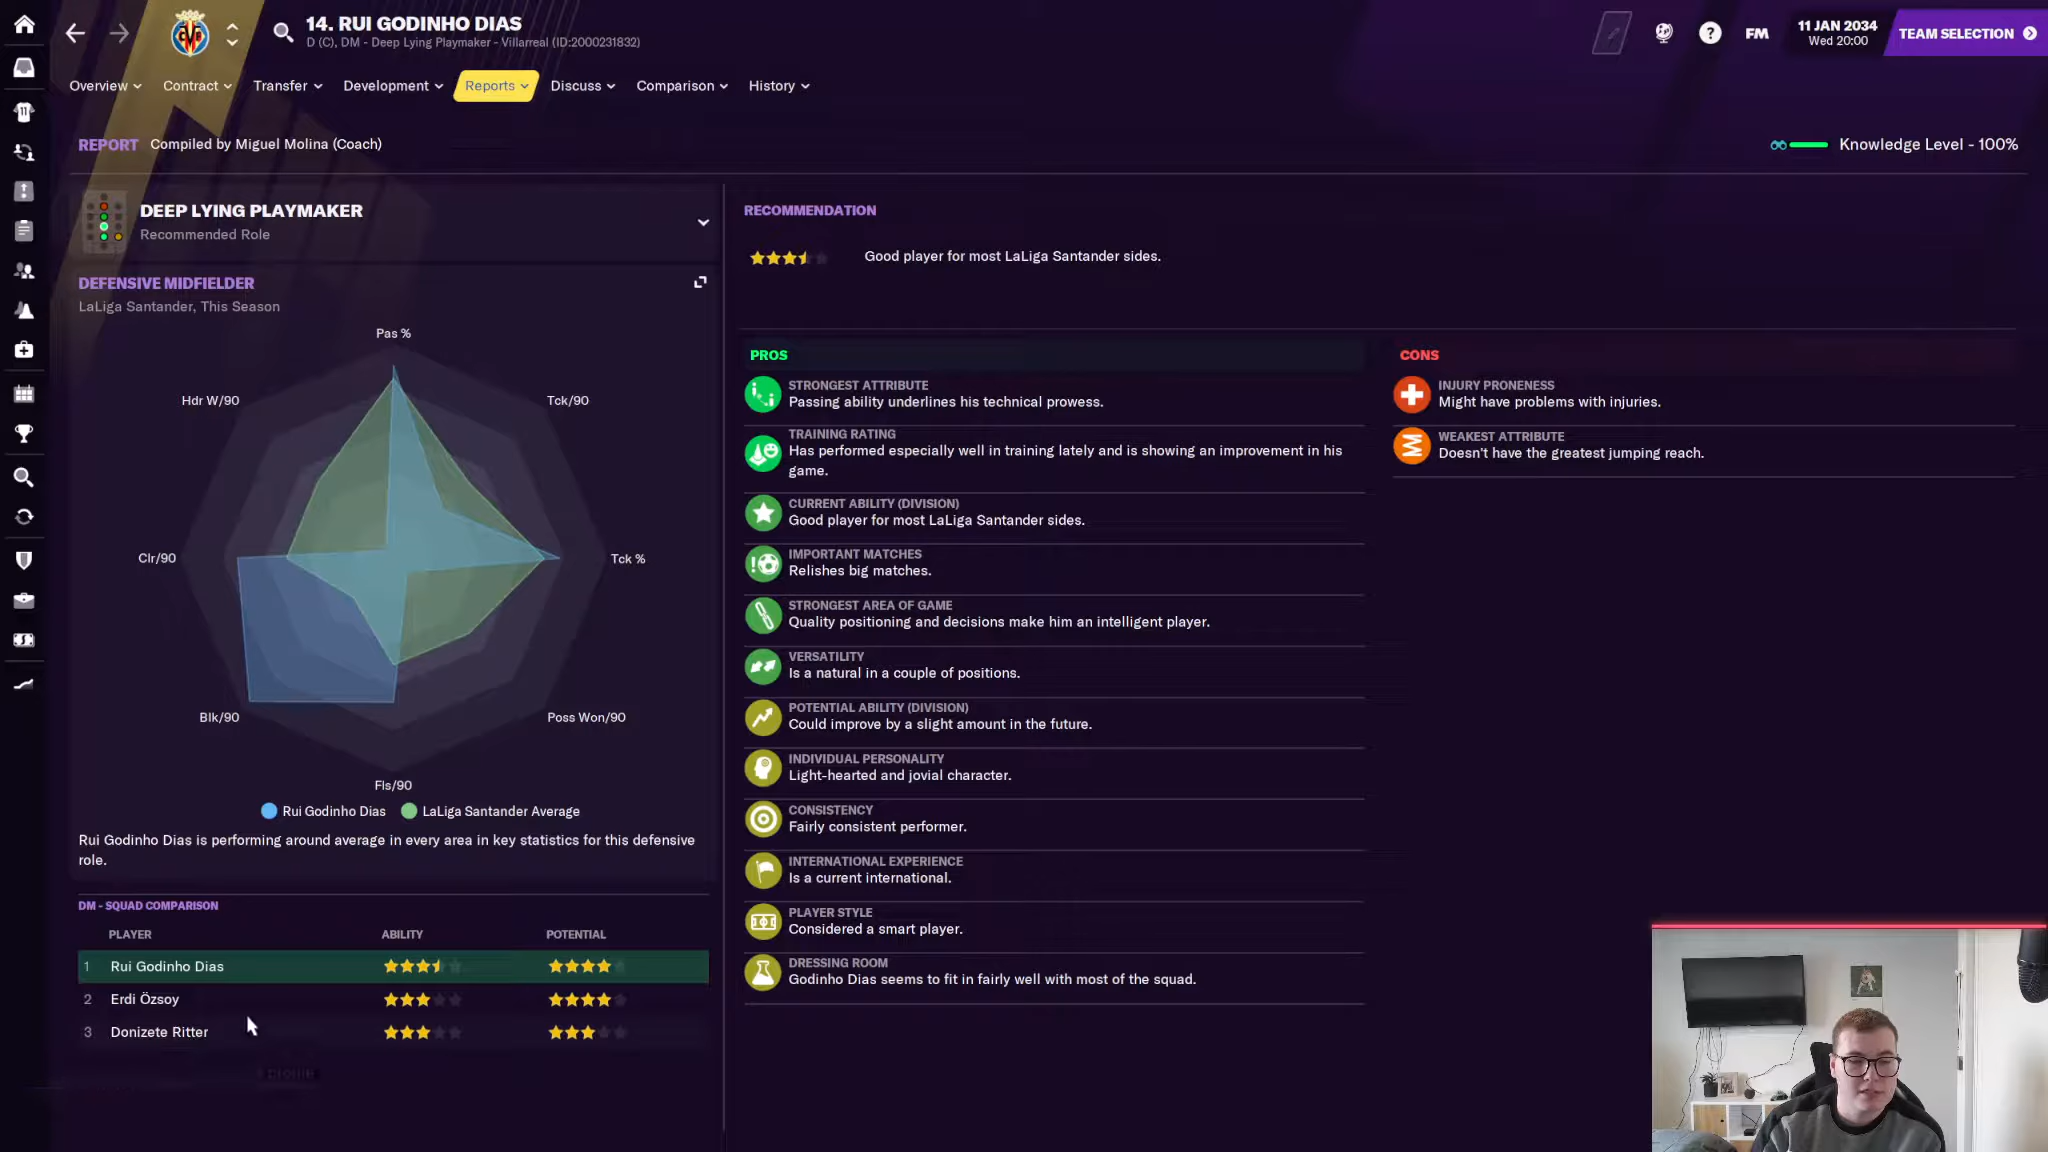 14. RUI GODINHO DIAS
D (C), DM - Deep Lying Playmaker - Villarreal (ID:2000231832)
FM
11 JAN 2034
Wed 20:00
TEAM SELECTION
Overview
Contract
Transfer
Development
Reports
Discuss
Comparison
History
REPORT Compiled by Miguel Molina (Coach)
Knowledge Level - 100%
DEEP LYING PLAYMAKER
Recommended Role
DEFENSIVE MIDFIELDER
LaLiga Santander, This Season
Pas %
Hdr W/90
Tck/90
Clr/90
Tck %
Blk/90
Poss Won/90
Fls/90
Rui Godinho Dias
LaLiga Santander Average
Rui Godinho Dias is performing around average in every area in key statistics for this defensive
role.
DM - SQUAD COMPARISON
PLAYER ABILITY POTENTIAL
1 Rui Godinho Dias
2 Erdi Özsoy
3 Donizete Ritter
RECOMMENDATION
Good player for most LaLiga Santander sides.
PROS
STRONGEST ATTRIBUTE
Passing ability underlines his technical prowess.
TRAINING RATING
Has performed especially well in training lately and is showing an improvement in his
game.
CURRENT ABILITY (DIVISION)
Good player for most LaLiga Santander sides.
IMPORTANT MATCHES
Relishes big matches.
STRONGEST AREA OF GAME
Quality positioning and decisions make him an intelligent player.
VERSATILITY
Is a natural in a couple of positions.
POTENTIAL ABILITY (DIVISION)
Could improve by a slight amount in the future.
INDIVIDUAL PERSONALITY
Light-hearted and jovial character.
CONSISTENCY
Fairly consistent performer.
INTERNATIONAL EXPERIENCE
Is a current international.
PLAYER STYLE
Considered a smart player.
DRESSING ROOM
Godinho Dias seems to fit in fairly well with most of the squad.
CONS
INJURY PRONENESS
Might have problems with injuries.
WEAKEST ATTRIBUTE
Doesn't have the greatest jumping reach.